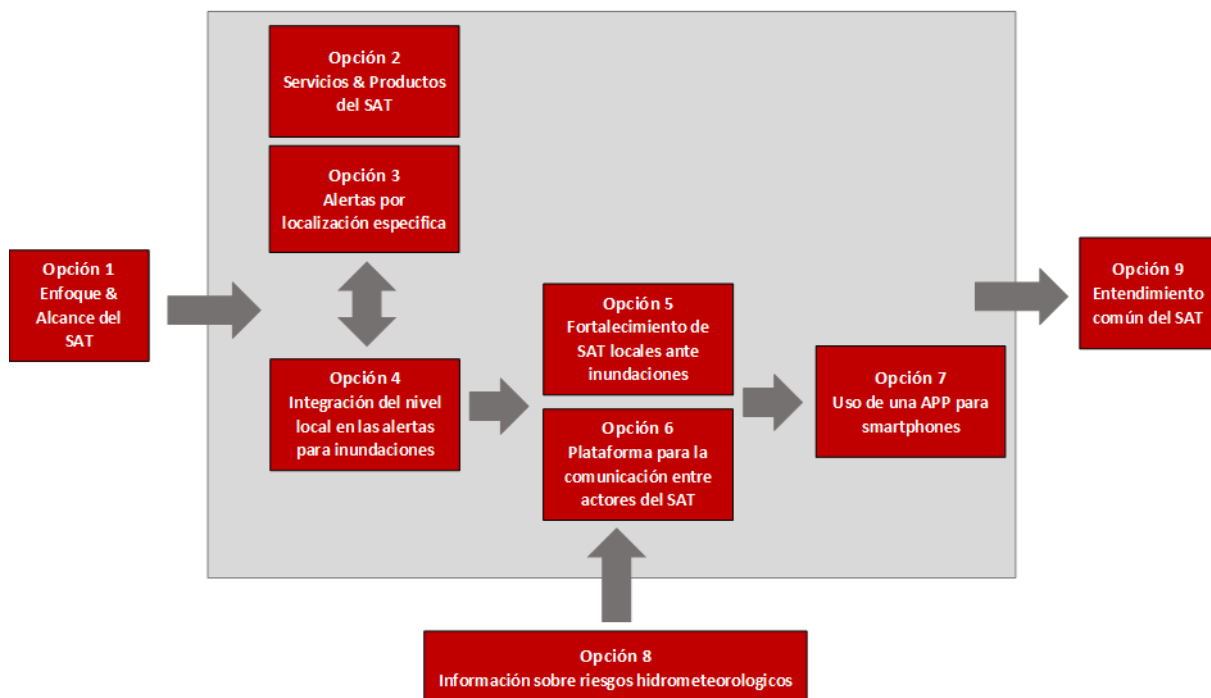 Opción 1
Enfoque &
Alcance del
SAT
Opción 2
Servicios & Productos
del SAT
Opción 3
Alertas por
localización especifica
Opción 4
Integración del nivel
local en las alertas
para inundaciones
Opción 5
Fortalecimiento de
SAT locales ante
inundaciones
Opción 6
Plataforma para la
comunicación entre
actores del SAT
Opción 7
Uso de una APP para
smartphones
Opción 8
Información sobre riesgos hidrometeorologicos
Opción 9
Entendimiento
común del SAT